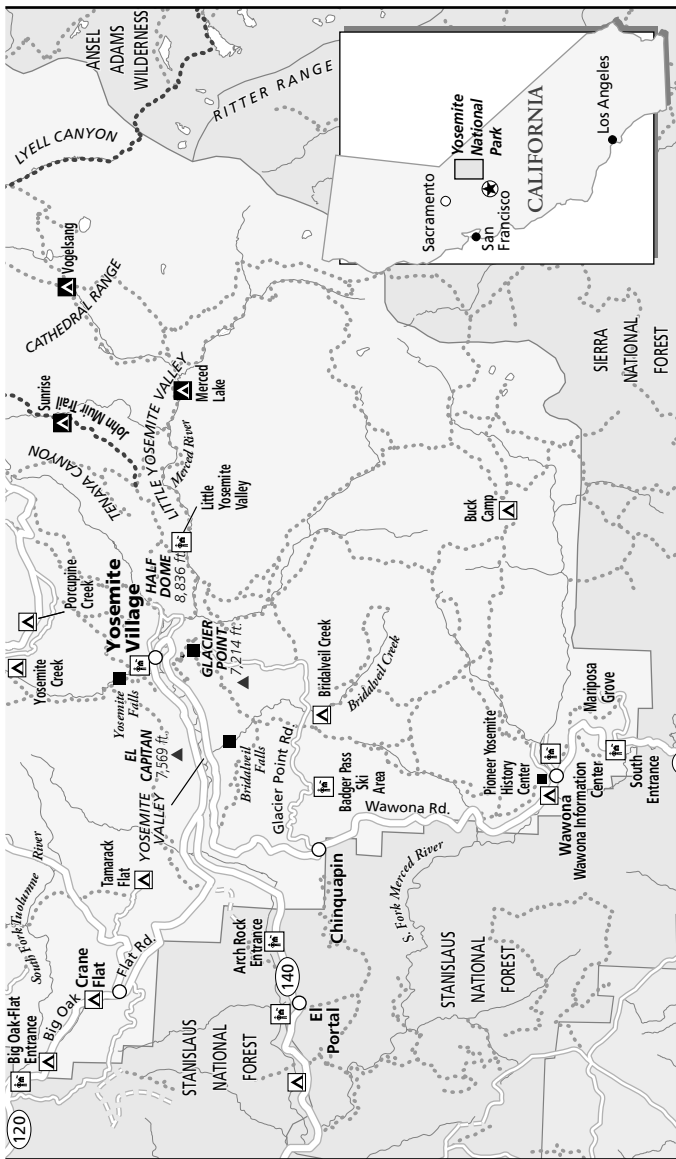 120
Big Oak-Flat
Entrance
South Fork Tuolumne River
Big Oak
Flat Rd.
Crane
Flat
Tamarack
Flat
Yosemite Creek
Porcupine
Creek
Yosemite
Village
Yosemite
Falls
EL
CAPITAN
7,569 ft.
YOSEMITE
VALLEY
HALF
DOME
8,836 ft.
GLACIER
POINT
7,214 ft.
Bridalveil
Falls
TENAYA CANYON
Sunrise
John Muir Trail
CATHEDRAL RANGE
Vogelsang
LYELL CANYON
ANSEL
ADAMS
WILDERNESS
RITTER RANGE
LITTLE YOSEMITE VALLEY
Merced River
Merced
Lake
Little
Yosemite
Valley
Arch Rock
Entrance
140
El
Portal
STANISLAUS
NATIONAL
FOREST
Chinquapin
Glacier Point Rd.
Badger Pass
Ski
Area
Bridalveil Creek
Bridalveil Creek
Wawona Rd.
S. Fork Merced River
STANISLAUS
NATIONAL
FOREST
Pioneer Yosemite
History
Center
Wawona
Wawona Information
Center
Mariposa
Grove
South
Entrance
Buck
Camp
SIERRA
NATIONAL
FOREST
Sacramento
Yosemite
National
Park
San
Francisco
CALIFORNIA
Los Angeles